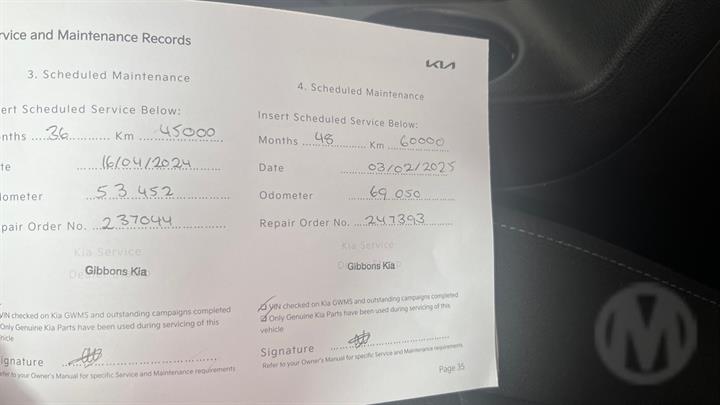 rvice and Maintenance Records
3. Scheduled Maintenance
ert Scheduled Service Below:
nths 36 Km 45000
te 16/04/2024
ometer 53 452
pair Order No. 237044
Kia Service
Gibbons Kia
VIN checked on Kia GWMS and outstanding campaigns completed
Only Genuine Kia Parts have been used during servicing of this
hicle
ignature
efer to your Owner's Manual for specific Service and Maintenance requirements
KIA
4. Scheduled Maintenance
Insert Scheduled Service Below:
Months 48 Km 60000
Date 03/02/2025
Odometer 69 050
Repair Order No. 247393
Kia Service
Gibbons Kia
VIN checked on Kia GWMS and outstanding campaigns completed
Only Genuine Kia Parts have been used during servicing of this
vehicle
Signature
Refer to your Owner's Manual for specific Service and Maintenance requirements
Page 35
M